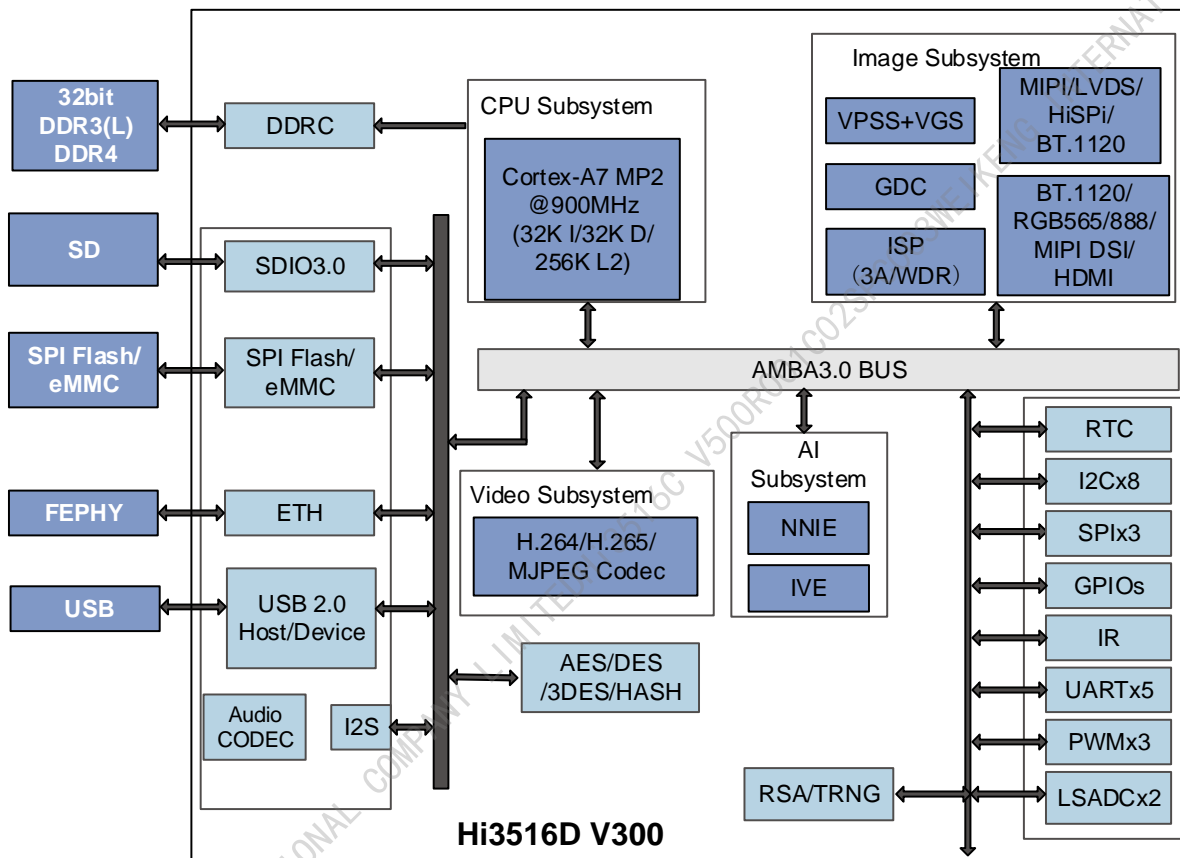 32bit
DDR3(L)
DDR4
DDRC
CPU Subsystem
Cortex-A7 MP2
@900MHz
(32K I/32K D/
256K L2)
Image Subsystem
VPSS+VGS
GDC
ISP
（3A/WDR）
MIPI/LVDS/
HiSPi/
BT.1120
BT.1120/
RGB565/888/
MIPI DSI/
HDMI
SD
SDIO3.0
SPI Flash/
eMMC
SPI Flash/
eMMC
AMBA3.0 BUS
FEPHY
ETH
USB
USB 2.0
Host/Device
Audio
CODEC
I2S
Video Subsystem
H.264/H.265/
MJPEG Codec
AI
Subsystem
NNIE
IVE
AES/DES
/3DES/HASH
RTC
I2Cx8
SPIx3
GPIOs
IR
UARTx5
PWMx3
LSADCx2
RSA/TRNG
Hi3516D V300